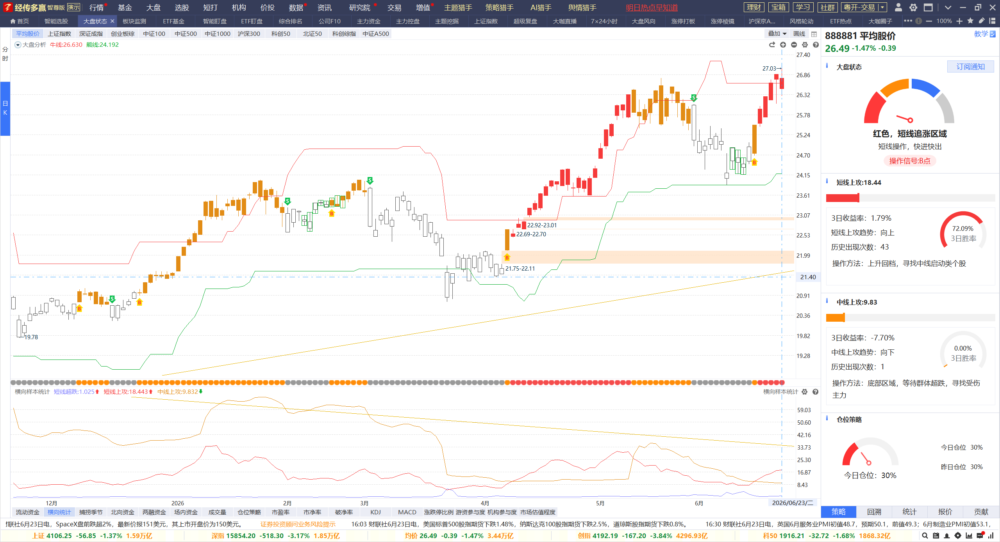 经传多赢 智尊版 演示 行情 基金 大盘 选股 短打 机构 价投 数据 资讯 研究院 交易 增值 主题猎手 策略猎手 AI猎手 舆情猎手 明日热点早知道 理财 宝箱 学习 社群 粤开-交易
首页 智能选股 大盘状态 板块监测 ETF基金 智能盯盘 ETF盯盘 综合排名 公司F10 主力资金 主力控盘 主题挖掘 上证指数 超级复盘 大咖直播 7×24小时 大盘风向 涨停打板 涨停棱镜 沪深京A... 风格轮动 ETF热点 大咖圈子 100%
平均股价 上证指数 深证成指 创业板综 中证100 中证500 中证1000 沪深300 科创50 北证50 科创综指 中证A500 叠加 画线
分时
日K
大盘分析 牛线:26.630 熊线:24.192
27.40
26.86
26.32
25.78
25.24
24.70
24.15
23.61
23.07
22.53
21.99
21.40
20.91
20.36
19.82
19.28
27.03→
S
S
S
S
B
B
B
B
B
22.92-23.01
22.69-22.70
21.75-22.11
19.78
横向样本统计 短线超跌:1.025 短线上攻:18.443 中线上攻:9.832 横向样本统计
59.03
50.60
42.16
33.73
25.30
16.87
8.43
12月 2026 2月 3月 4月 5月 6月 2026/06/23/二
流动资金 横向统计 捕捞季节 北向资金 两融资金 场内资金 成交量 仓位策略 市盈率 市净率 破净率 KDJ MACD 涨跌停比例 游资参与度 机构参与度 市场估值程度
888881 平均股价 教学
26.49 -1.47% -0.39
大盘状态 订阅通知
红色，短线追涨区域
短线操作，快进快出
操作信号:B点
短线上攻:18.44
3日收益率：1.79%
短线上攻趋势：向上
历史出现次数：43
72.09%
3日胜率
操作方法：上升回档，寻找中线启动类个股
中线上攻:9.83
3日收益率：-7.70%
中线上攻趋势：向下
历史出现次数：1
0.00%
3日胜率
操作方法：底部区域，等待群体超跌，寻找受伤
主力
仓位策略
今日仓位 30%
昨日仓位 30%
今日仓位：30%
策略 回溯 统计 报价 贡献
财联社6月23日电，SpaceX盘前跌超2%，最新价报151美元，其上市开盘价为150美元。 证券投资顾问业务风险提示 16:03 财联社6月23日电，美国标普500股指期货下跌1.48%，纳斯达克100股指期货下跌2.5%，道琼斯股指期货下跌0.8%。 16:30 财联社6月23日电，英国6月服务业PMI初值48.7，预期50.1，前值49.3；6月制造业PMI初值53.1，
上证 4106.25 -56.85 -1.37% 1.59万亿 深指 15854.20 -518.30 -3.17% 1.85万亿 均价 26.49 -0.39 -1.47% 3.44万亿 创指 4192.19 -167.20 -3.84% 4296.93亿 科50 1916.21 -32.72 -1.68% 1868.32亿